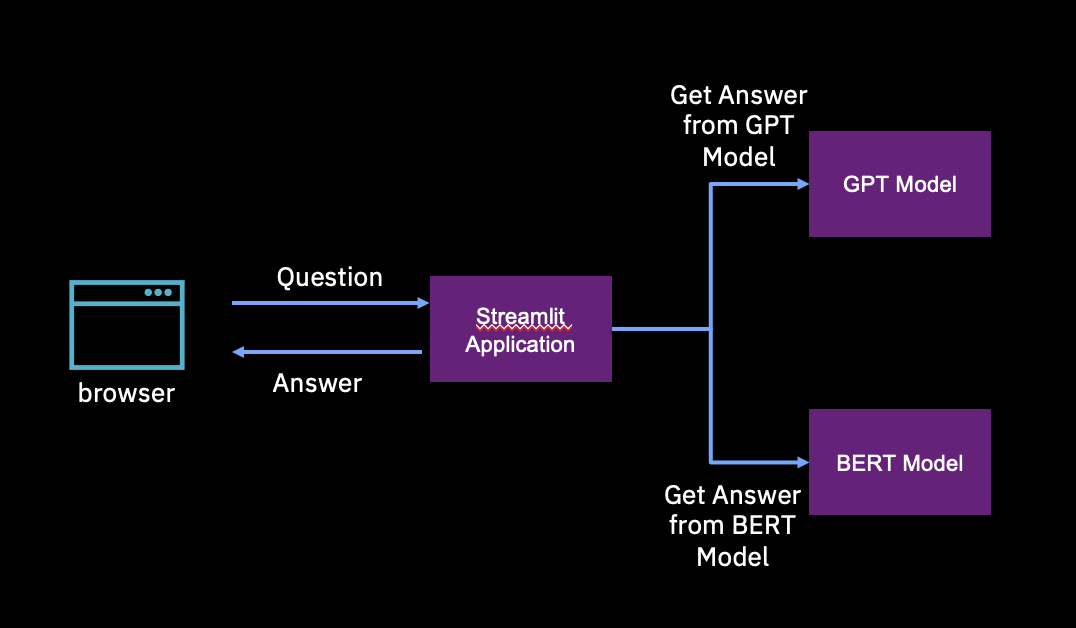 Get Answer
from GPT
Model
GPT Model
Question
Streamlit
Application
Answer
browser
BERT Model
Get Answer
from BERT
Model